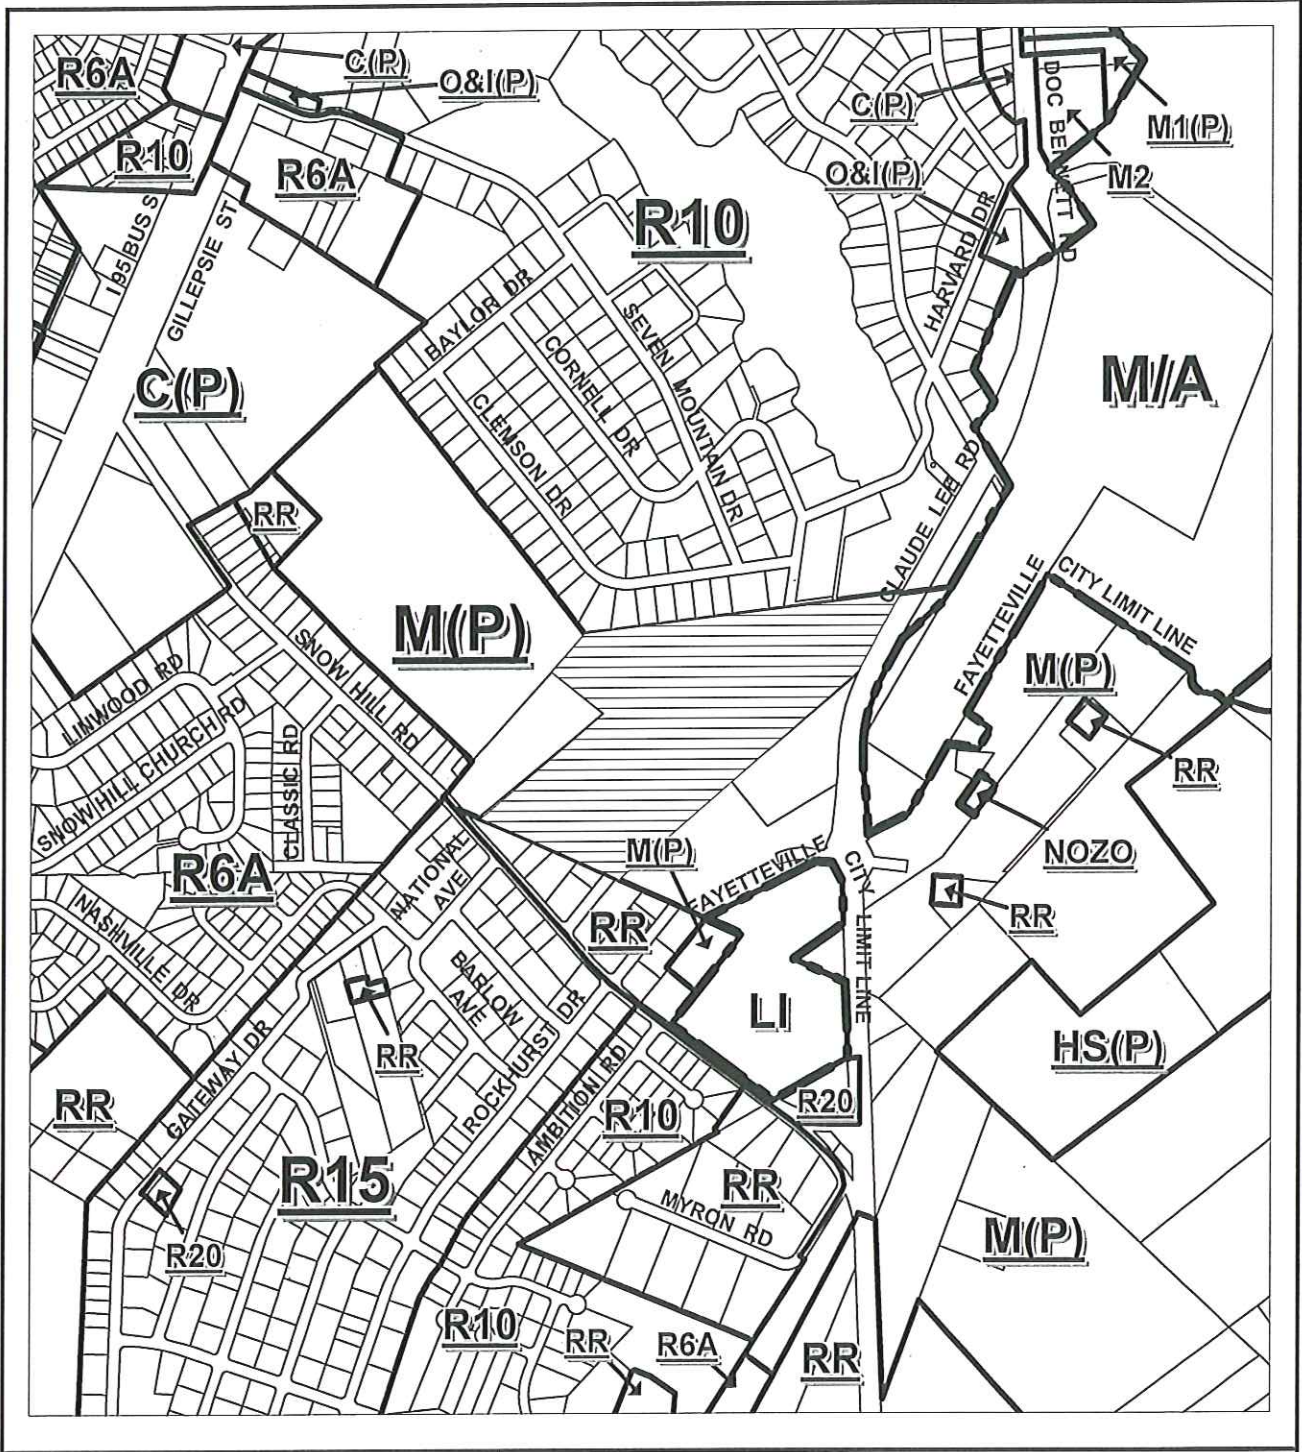 R6A
C(P)
O&I(P)
R10
R6A
C(P)
M1(P)
O&I(P)
M2
DOC BENNETT RD
R10
I 95 BUS S
GILLEPSIE ST
HARVARD DR
BAYLOR DR
SEVEN MOUNTAIN DR
CORNELL DR
CLEMSON DR
C(P)
M/A
RR
CLAUDE LEE RD
M(P)
FAYETTEVILLE
CITY LIMIT LINE
M(P)
RR
SNOW HILL RD
LINWOOD RD
SNOWHILL CHURCH RD
CLASSIC RD
R6A
NATIONAL
AVE
M(P)
FAYETTEVILLE
CITY LIMIT LINE
NOZO
RR
RR
NASHVILLE DR
BARLOW
AVE
RR
LI
HS(P)
GATEWAY DR
ROCKHURST DR
AMBITION RD
RR
R10
R20
R15
RR
MYRON RD
R20
M(P)
R10
RR
R6A
RR